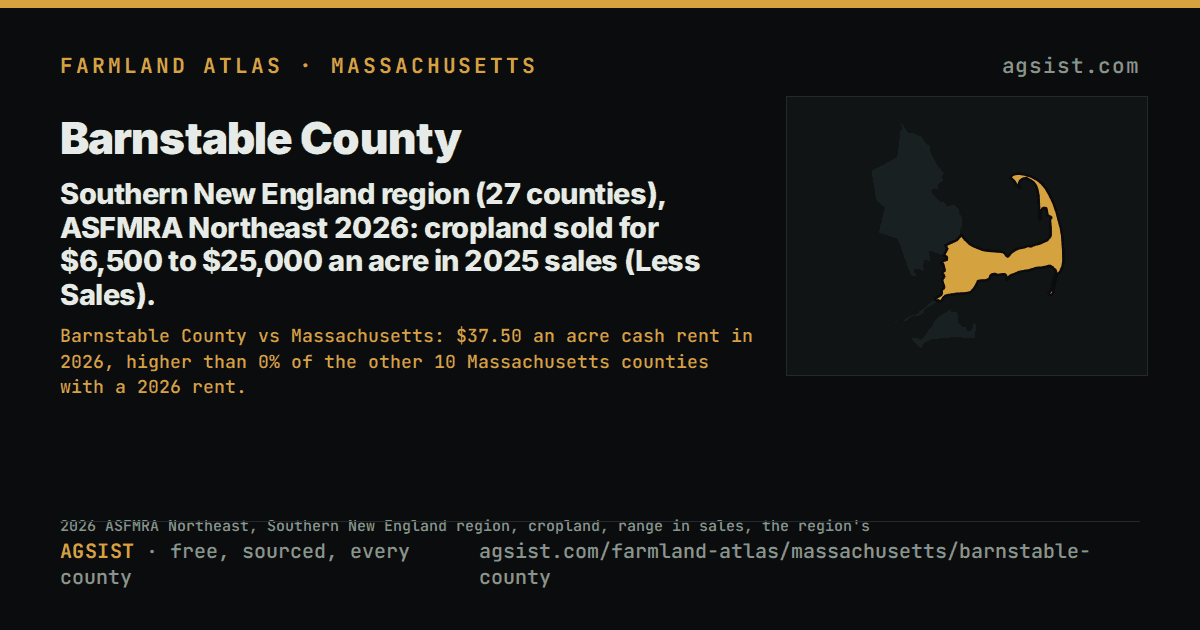 FARMLAND ATLAS · MASSACHUSETTS
agsist.com
Barnstable County
Southern New England region (27 counties),
ASFMRA Northeast 2026: cropland sold for
$6,500 to $25,000 an acre in 2025 sales (Less
Sales).
Barnstable County vs Massachusetts: $37.50 an acre cash rent in
2026, higher than 0% of the other 10 Massachusetts counties
with a 2026 rent.
2026 ASFMRA Northeast, Southern New England region, cropland, range in sales, the region's
AGSIST · free, sourced, every
county
agsist.com/farmland-atlas/massachusetts/barnstable-
county